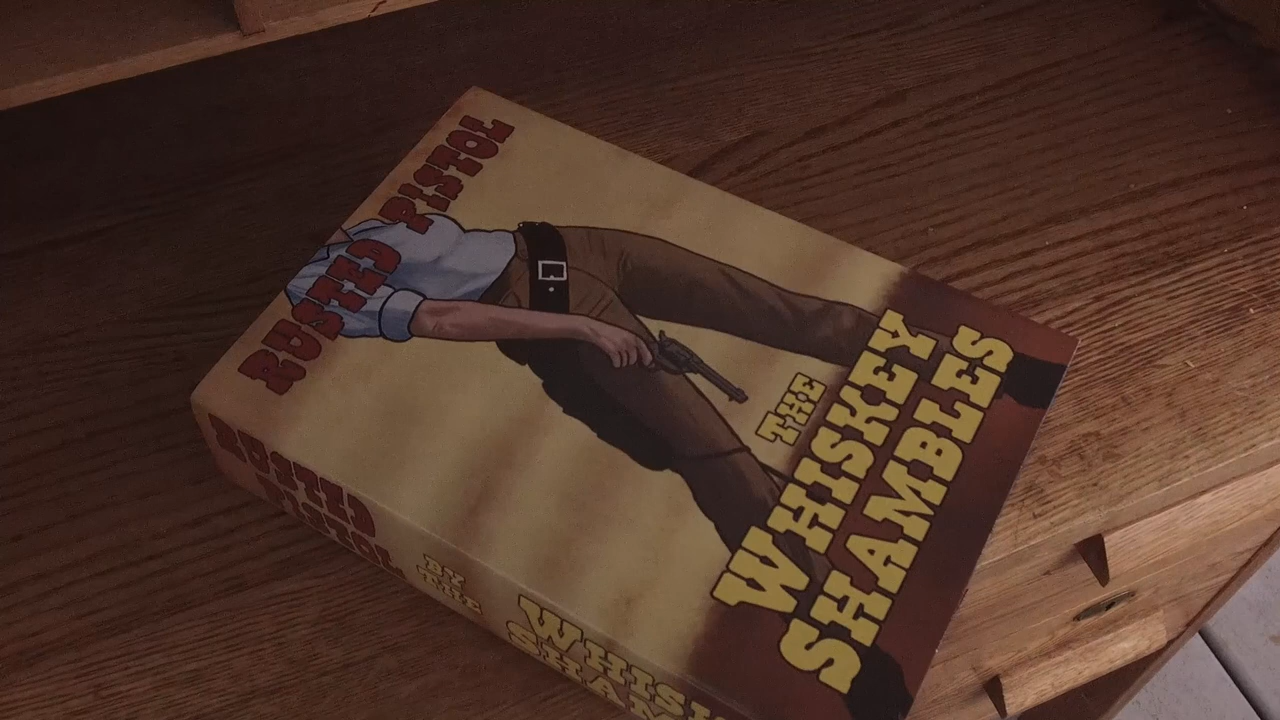 RUSTED PISTOL
THE
WHISKEY
SHAMBLES
RUSTED
PISTOL
BY
THE